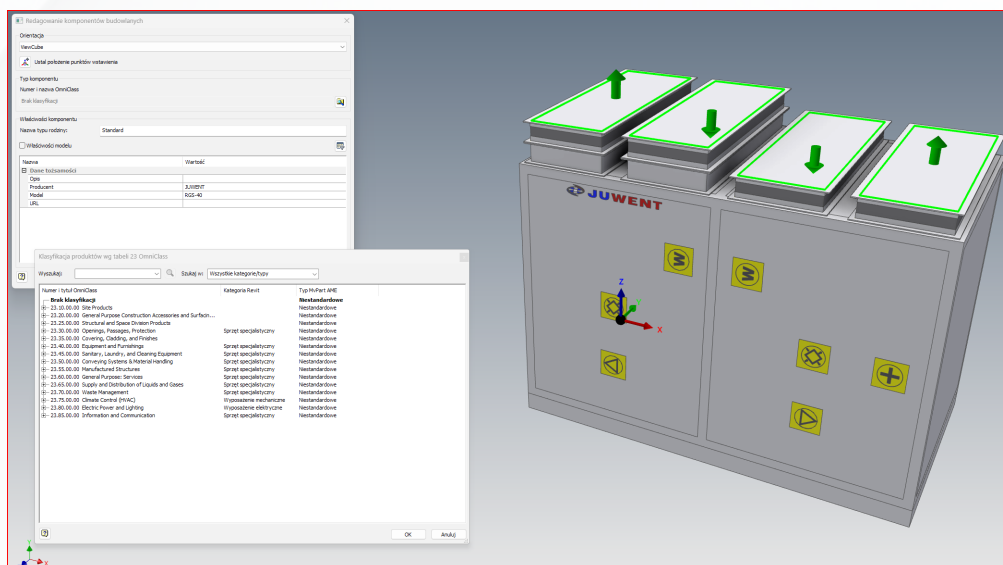 Redagowanie komponentów budowlanych
Orientacja
ViewCube
Ustal położenie punktów wstawienia
Typ komponentu
Numer i nazwa OmniClass
Brak klasyfikacji
Właściwości komponentu
Nazwa typu rodziny: Standard
Właściwości modelu
Nazwa Wartość
Dane tożsamości
Opis
Producent JUWENT
Model RGS-40
URL
Klasyfikacja produktów wg tabeli 23 OmniClass
Wyszukaj: Szukaj w: Wszystkie kategorie/typy
Numer i tytuł OmniClass Kategoria Revit Typ MvPart AME
Brak klasyfikacji Niestandardowe
23.10.00.00 Site Products Niestandardowe
23.20.00.00 General Purpose Construction Accessories and Surfacin... Niestandardowe
23.25.00.00 Structural and Space Division Products Niestandardowe
23.30.00.00 Openings, Passages, Protection Sprzęt specjalistyczny Niestandardowe
23.35.00.00 Covering, Cladding, and Finishes Niestandardowe
23.40.00.00 Equipment and Furnishings Sprzęt specjalistyczny Niestandardowe
23.45.00.00 Sanitary, Laundry, and Cleaning Equipment Sprzęt specjalistyczny Niestandardowe
23.50.00.00 Conveying Systems & Material Handling Sprzęt specjalistyczny Niestandardowe
23.55.00.00 Manufactured Structures Sprzęt specjalistyczny Niestandardowe
23.60.00.00 General Purpose: Services Sprzęt specjalistyczny Niestandardowe
23.65.00.00 Supply and Distribution of Liquids and Gases Sprzęt specjalistyczny Niestandardowe
23.70.00.00 Waste Management Sprzęt specjalistyczny Niestandardowe
23.75.00.00 Climate Control (HVAC) Wyposażenie mechaniczne Niestandardowe
23.80.00.00 Electric Power and Lighting Wyposażenie elektryczne Niestandardowe
23.85.00.00 Information and Communication Sprzęt specjalistyczny Niestandardowe
OK Anuluj
JUWENT
Z
X
Y
X